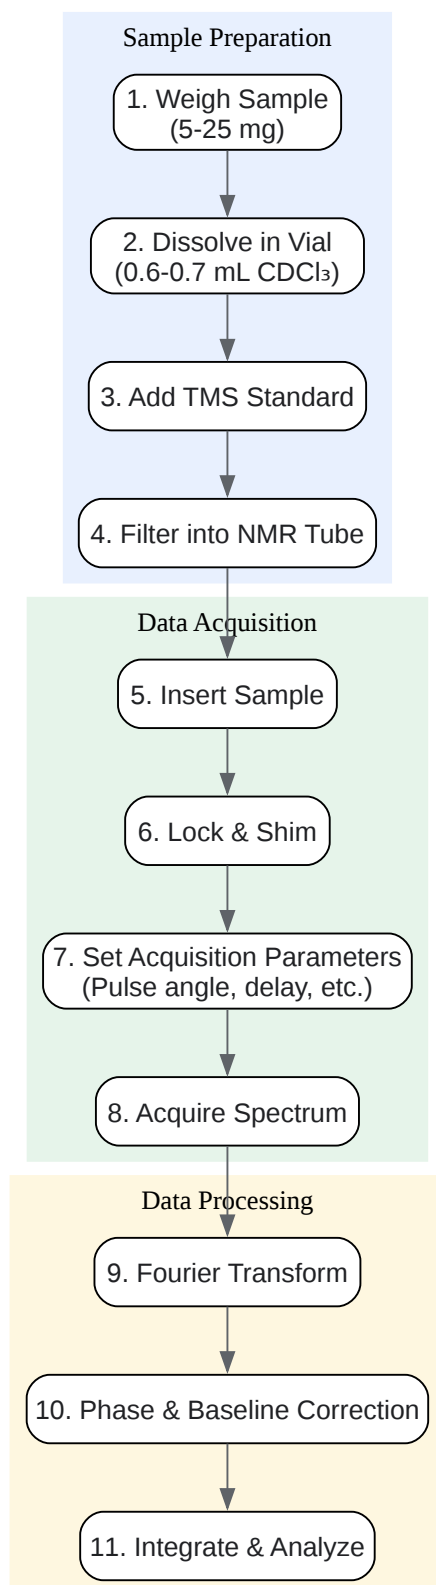 Sample Preparation
1. Weigh Sample
(5-25 mg)
2. Dissolve in Vial
(0.6-0.7 mL CDCl₃)
3. Add TMS Standard
4. Filter into NMR Tube
Data Acquisition
5. Insert Sample
6. Lock & Shim
7. Set Acquisition Parameters
(Pulse angle, delay, etc.)
8. Acquire Spectrum
Data Processing
9. Fourier Transform
10. Phase & Baseline Correction
11. Integrate & Analyze